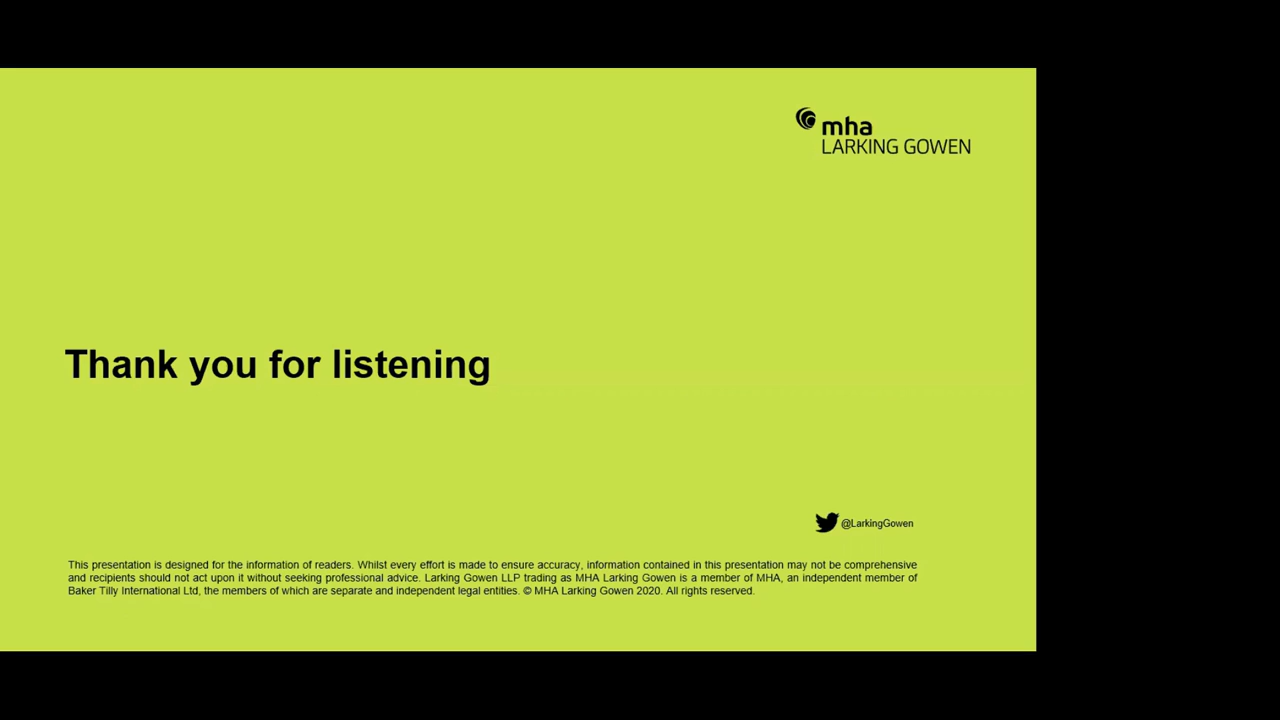 mha
LARKING GOWEN
Thank you for listening
@LarkingGowen
This presentation is designed for the information of readers. Whilst every effort is made to ensure accuracy, information contained in this presentation may not be comprehensive
and recipients should not act upon it without seeking professional advice. Larking Gowen LLP trading as MHA Larking Gowen is a member of MHA, an independent member of
Baker Tilly International Ltd, the members of which are separate and independent legal entities. © MHA Larking Gowen 2020. All rights reserved.